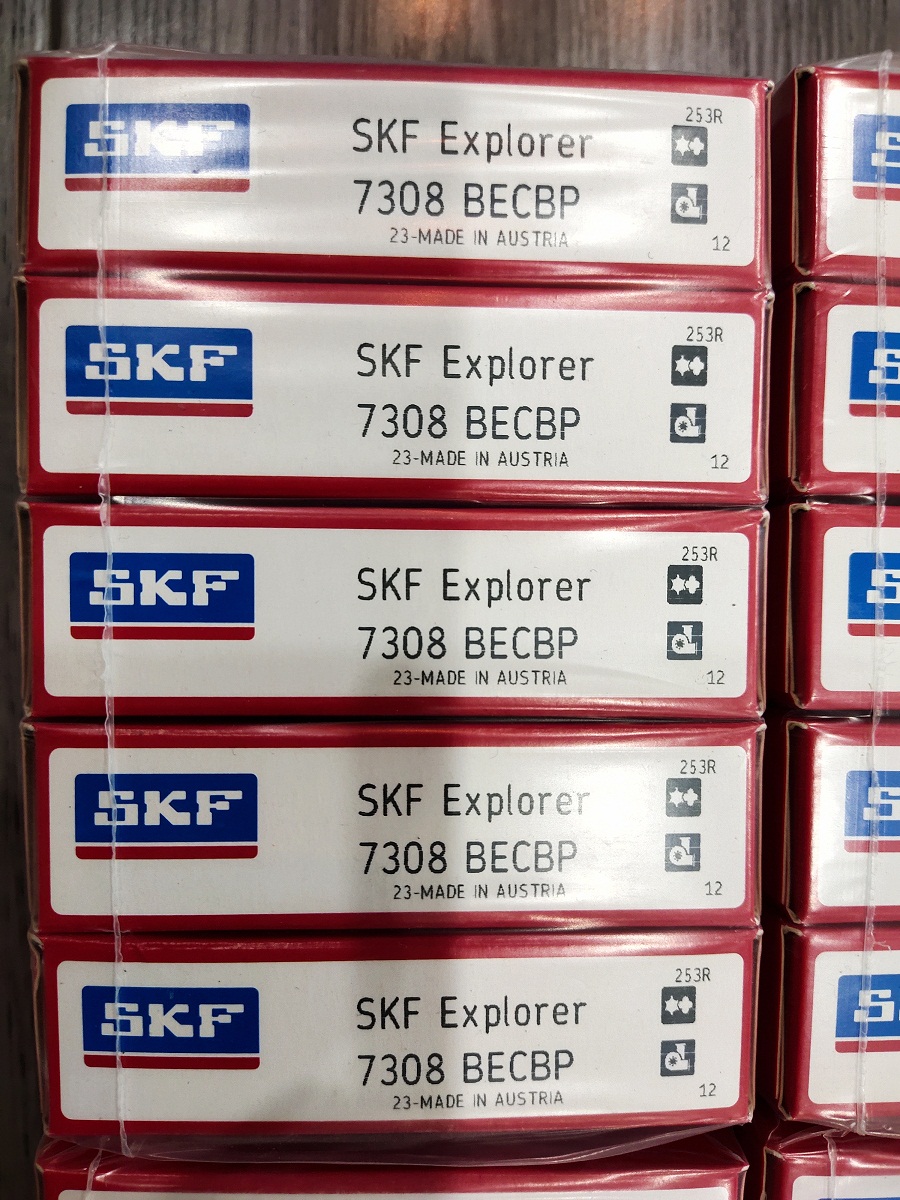 SKF
253R
SKF Explorer
7308 BECBP
23-MADE IN AUSTRIA
12
SKF
253R
SKF Explorer
7308 BECBP
23-MADE IN AUSTRIA
12
SKF
253R
SKF Explorer
7308 BECBP
23-MADE IN AUSTRIA
12
SKF
253R
SKF Explorer
7308 BECBP
23-MADE IN AUSTRIA
12
SKF
253R
SKF Explorer
7308 BECBP
23-MADE IN AUSTRIA
12